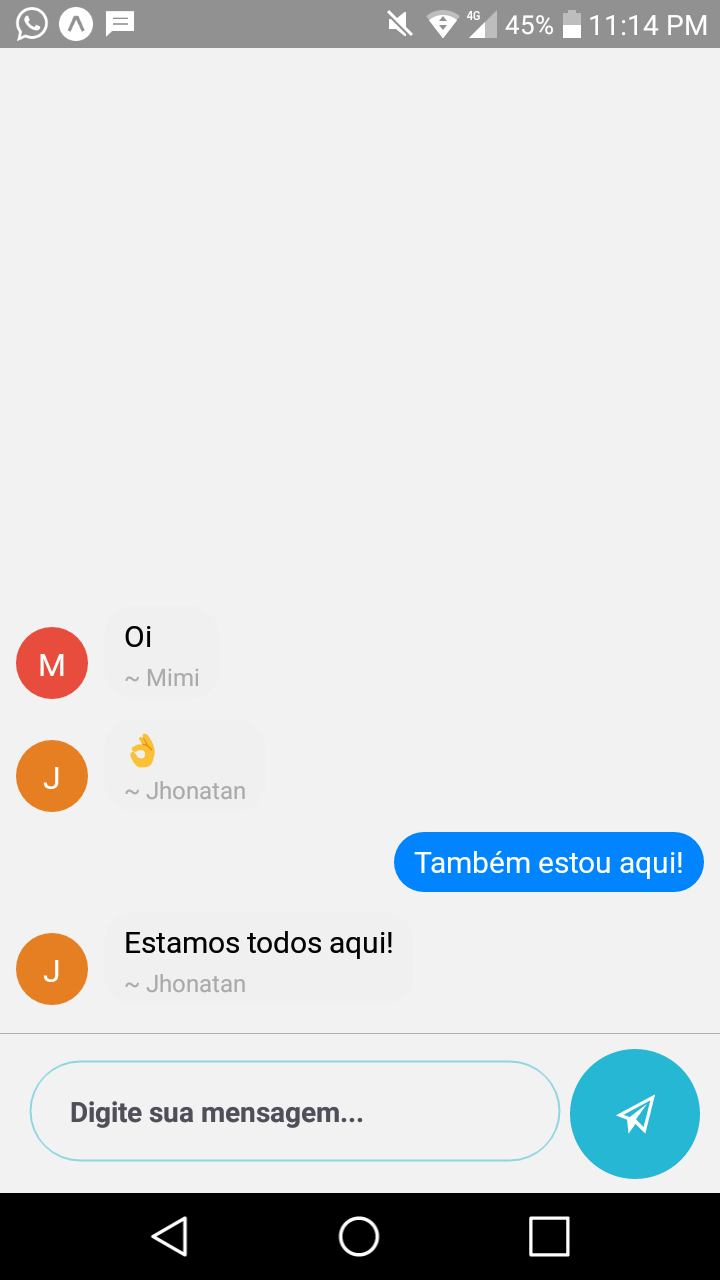 4G 45% 11:14 PM
Oi
M
~ Mimi
👌
J
~ Jhonatan
Também estou aqui!
Estamos todos aqui!
J
~ Jhonatan
Digite sua mensagem...